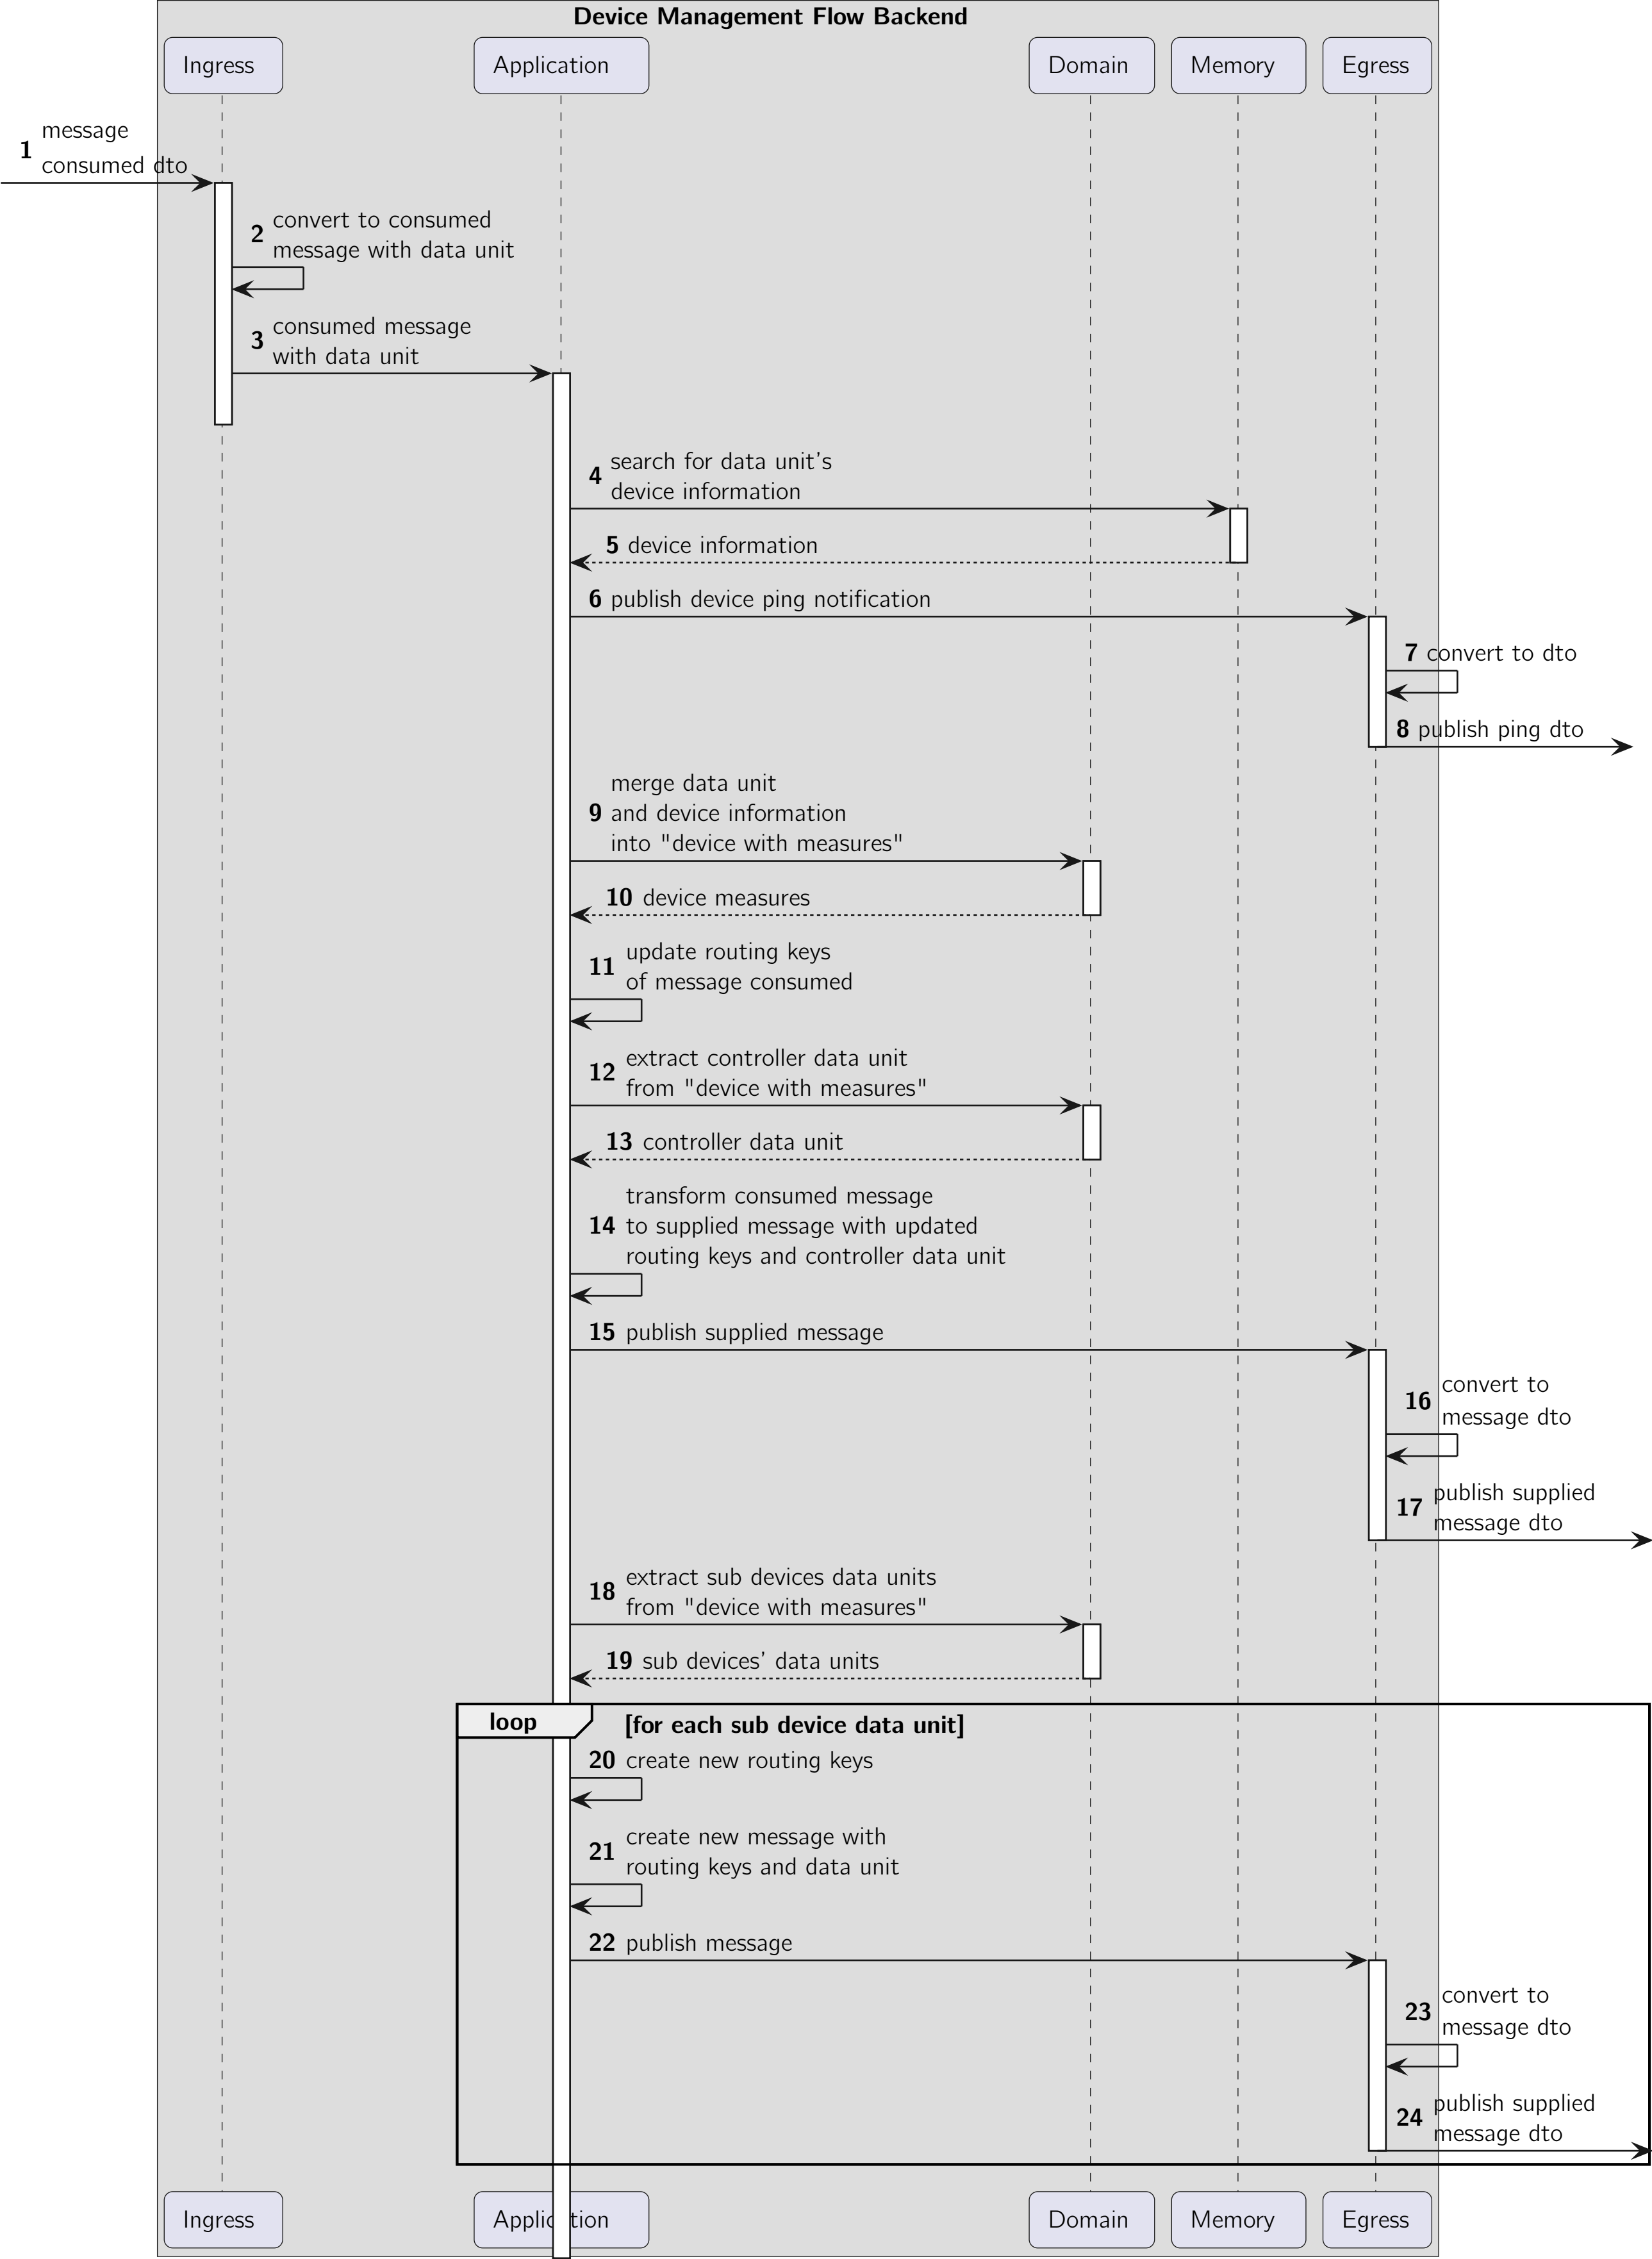 Device Management Flow Backend
Ingress
Application
Domain
Memory
Egress
1 message
consumed dto
2 convert to consumed
message with data unit
3 consumed message
with data unit
4 search for data unit's
device information
5 device information
6 publish device ping notification
7 convert to dto
8 publish ping dto
9 merge data unit
and device information
into "device with measures"
10 device measures
11 update routing keys
of message consumed
12 extract controller data unit
from "device with measures"
13 controller data unit
14 transform consumed message
to supplied message with updated
routing keys and controller data unit
15 publish supplied message
16 convert to
message dto
17 publish supplied
message dto
18 extract sub devices data units
from "device with measures"
19 sub devices' data units
loop [for each sub device data unit]
20 create new routing keys
21 create new message with
routing keys and data unit
22 publish message
23 convert to
message dto
24 publish supplied
message dto
Ingress
Application
Domain
Memory
Egress